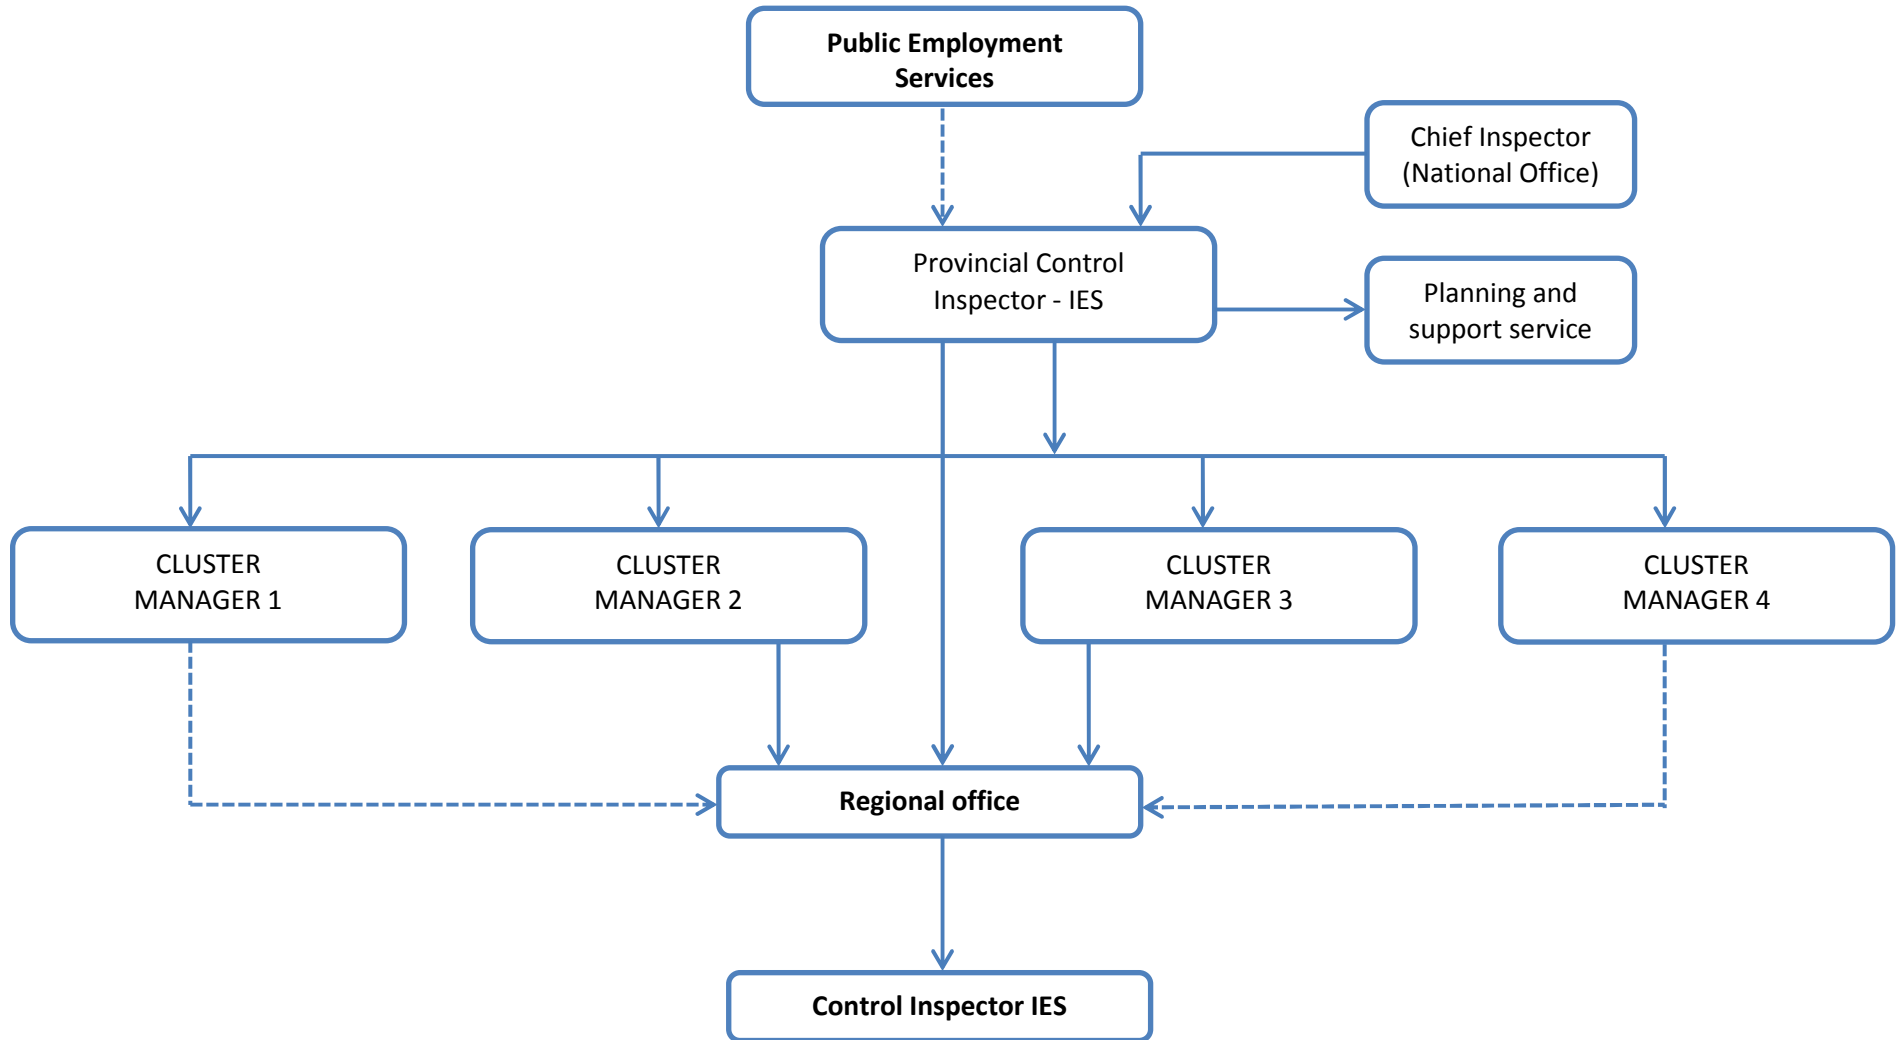 Public Employment
Services
Chief Inspector
(National Office)
Provincial Control
Inspector - IES
Planning and
support service
CLUSTER
MANAGER 1
CLUSTER
MANAGER 2
CLUSTER
MANAGER 3
CLUSTER
MANAGER 4
Regional office
Control Inspector IES